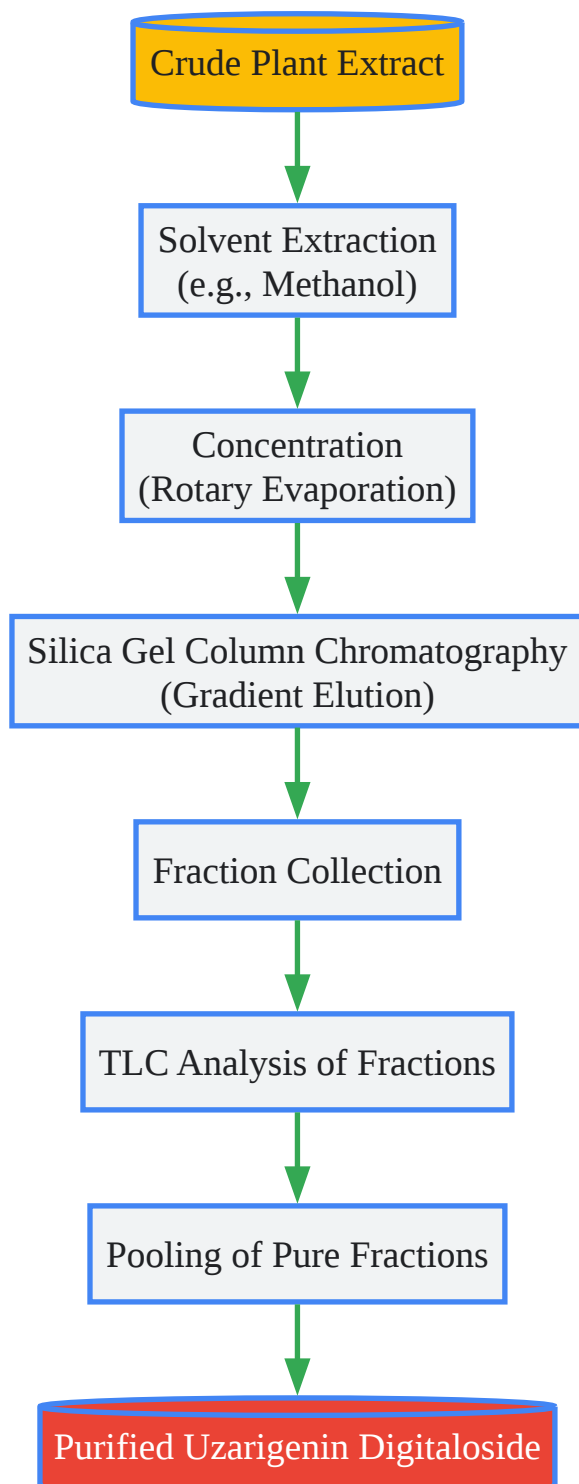 Crude Plant Extract
Solvent Extraction
(e.g., Methanol)
Concentration
(Rotary Evaporation)
Silica Gel Column Chromatography
(Gradient Elution)
Fraction Collection
TLC Analysis of Fractions
Pooling of Pure Fractions
Purified Uzarigenin Digitaloside